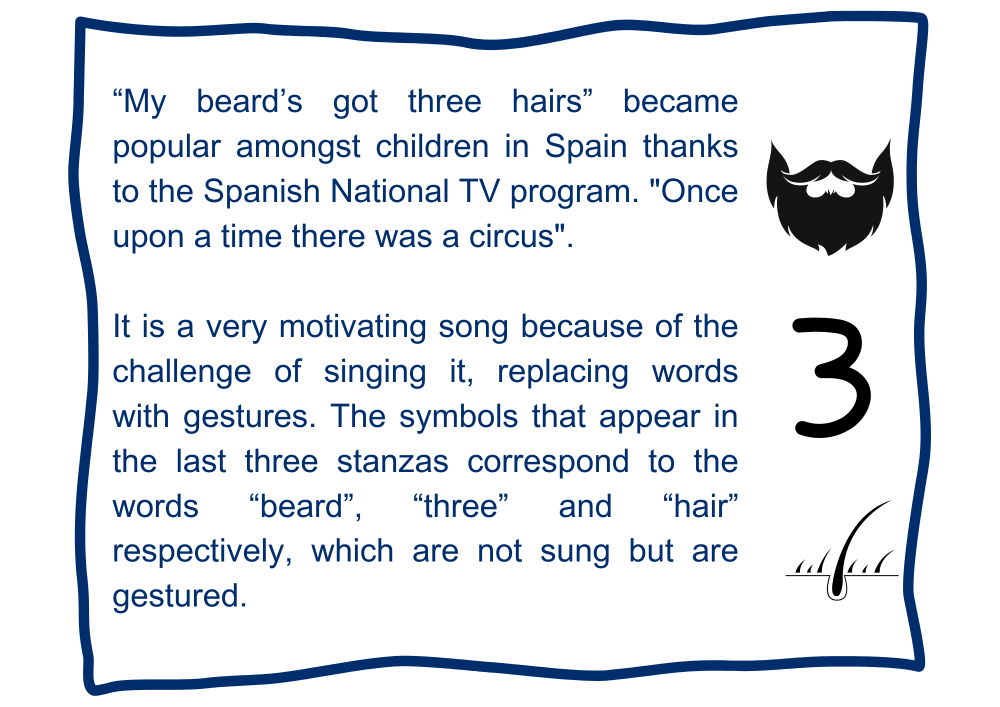 “My beard’s got three hairs” became
popular amongst children in Spain thanks
to the Spanish National TV program. "Once
upon a time there was a circus".
It is a very motivating song because of the
challenge of singing it, replacing words
with gestures. The symbols that appear in
the last three stanzas correspond to the
words “beard”, “three” and “hair”
respectively, which are not sung but are
gestured.
3